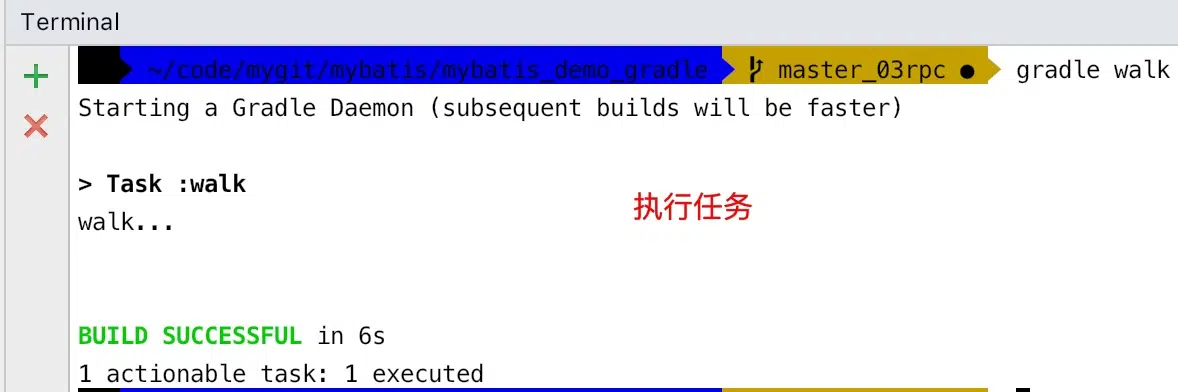 Terminal
~/code/mygit/mybatis/mybatis_demo_gradle master_03rpc ● gradle walk
Starting a Gradle Daemon (subsequent builds will be faster)
> Task :walk
执行任务
walk...
BUILD SUCCESSFUL in 6s
1 actionable task: 1 executed